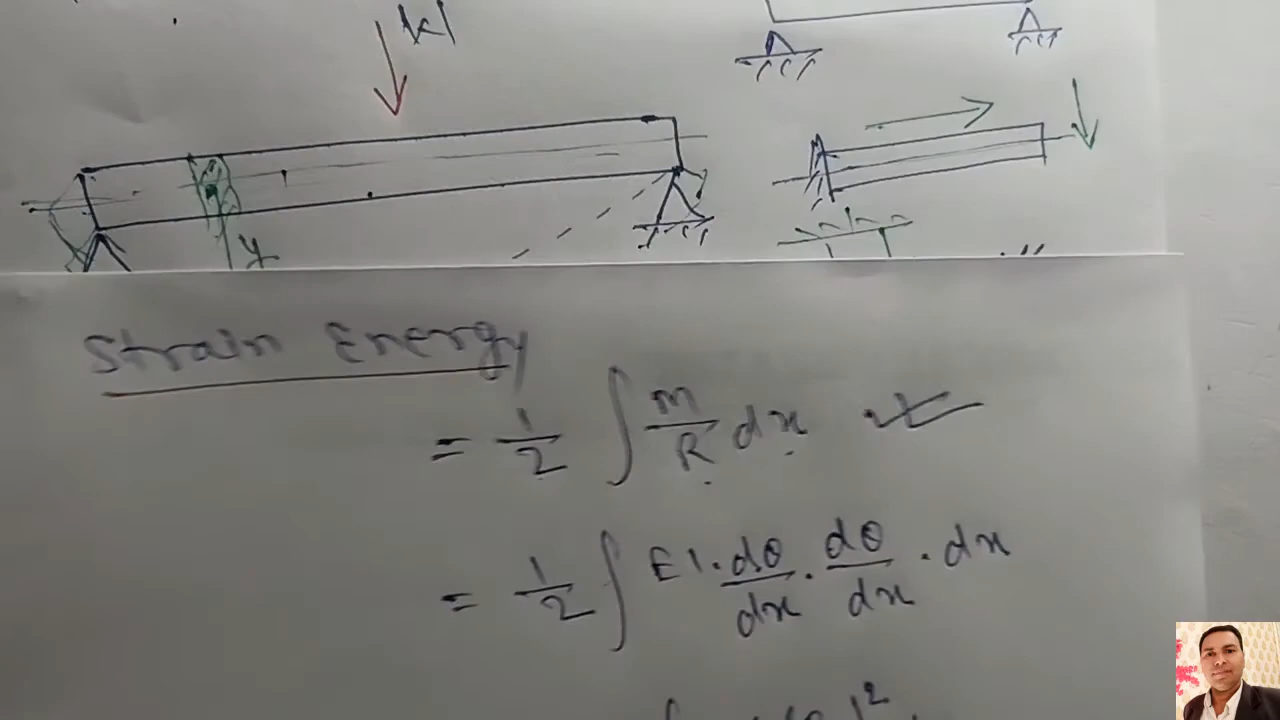 |<|
y
Strain Energy
= 1/2 ∫ M/R dx
= 1/2 ∫ EI · dθ/dx · dθ/dx · dx